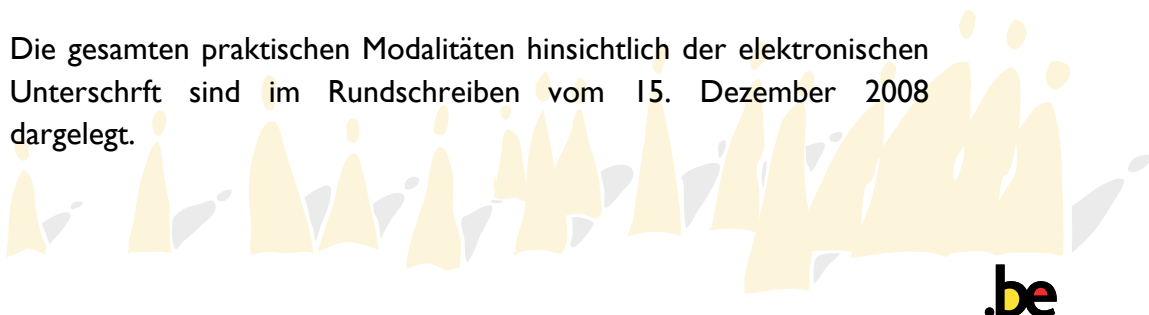 Die gesamten praktischen Modalitäten hinsichtlich der elektronischen
Unterschrft sind im Rundschreiben vom 15. Dezember 2008
dargelegt.
.be